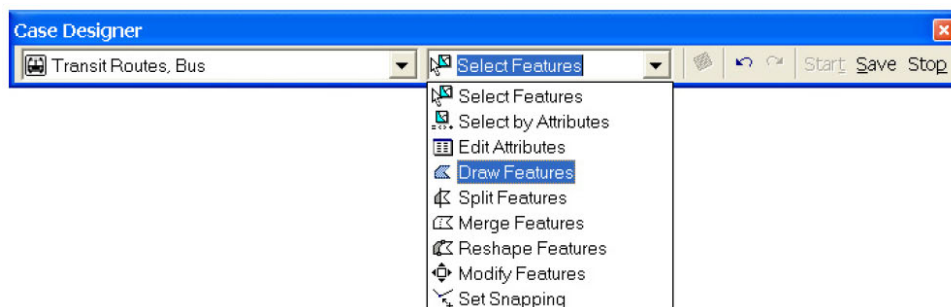 Case Designer
Transit Routes, Bus Select Features Start Save Stop
Select Features
Select by Attributes
Edit Attributes
Draw Features
Split Features
Merge Features
Reshape Features
Modify Features
Set Snapping